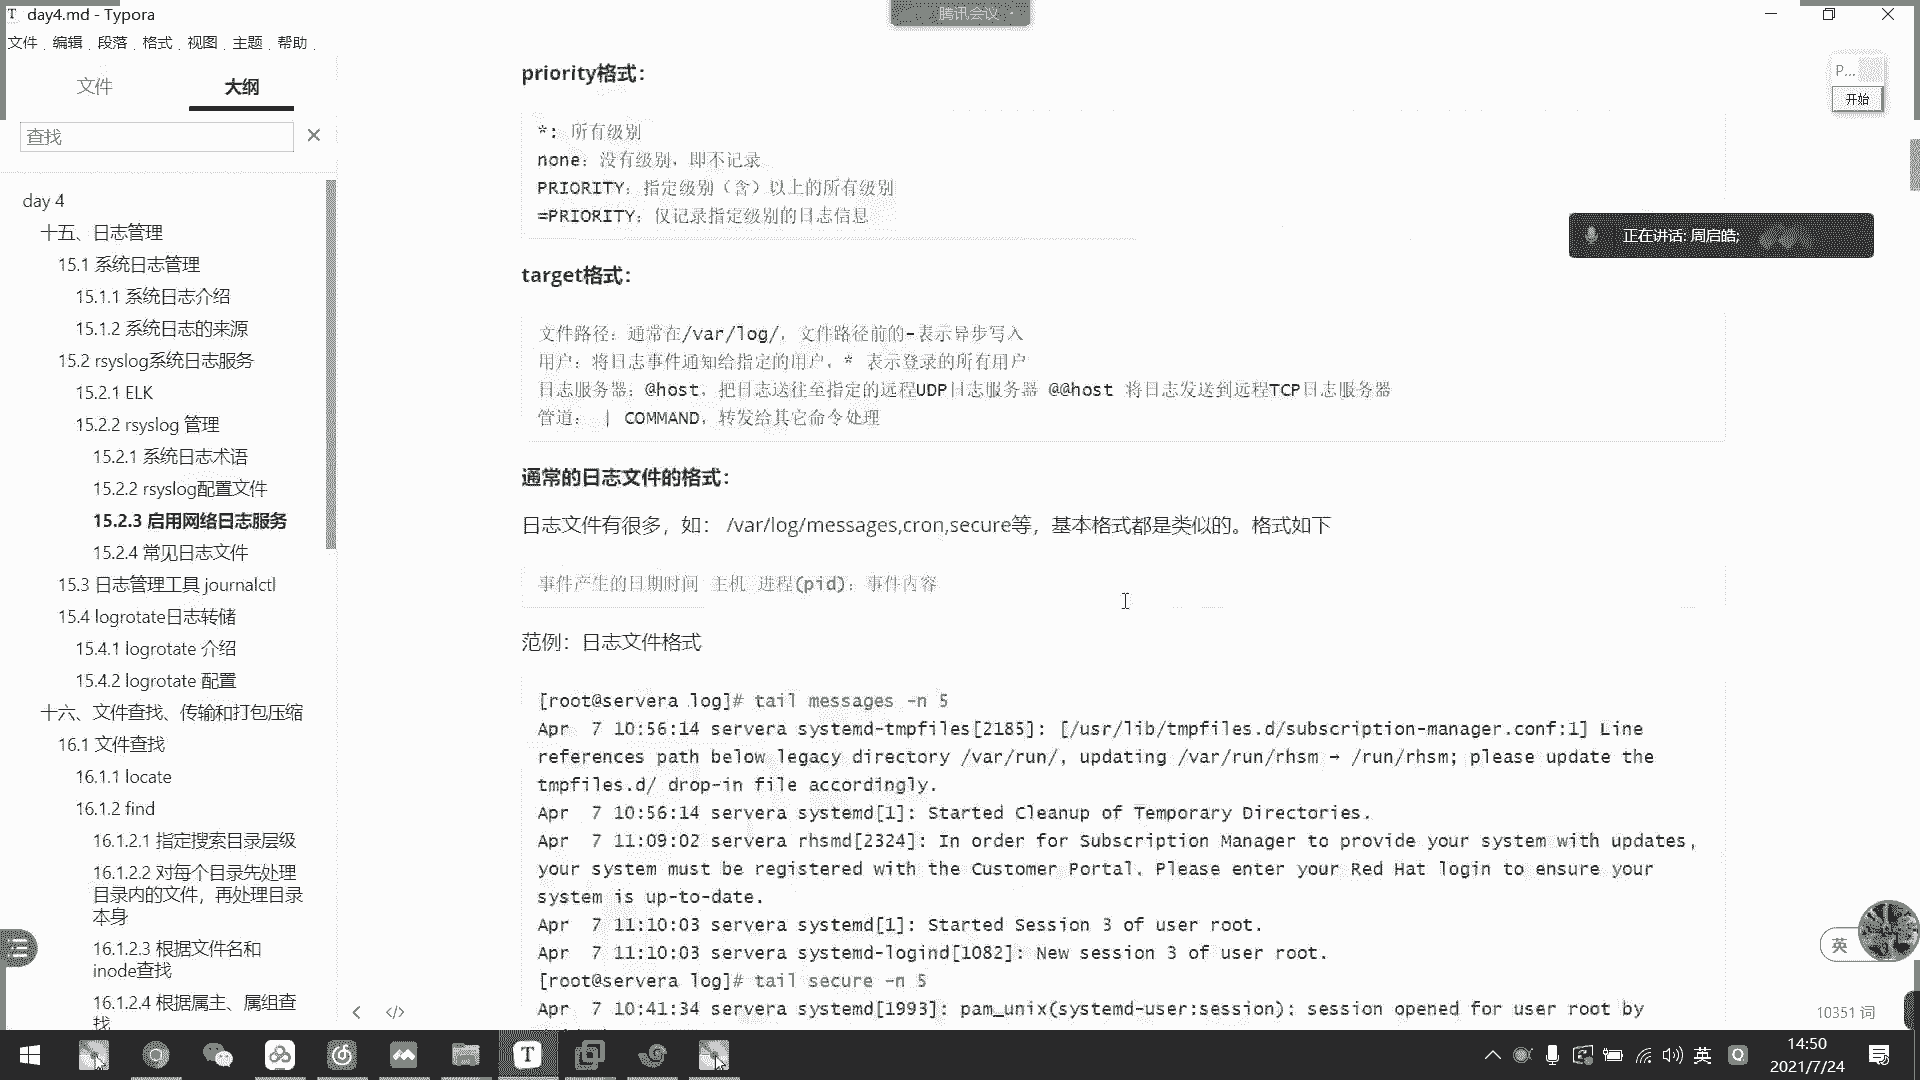 day4.md - Typora
腾讯会议
文件 编辑 段落 格式 视图 主题 帮助
文件 大纲
查找
day 4
十五、日志管理
15.1 系统日志管理
15.1.1 系统日志介绍
15.1.2 系统日志的来源
15.2 rsyslog系统日志服务
15.2.1 ELK
15.2.2 rsyslog 管理
15.2.1 系统日志术语
15.2.2 rsyslog配置文件
15.2.3 启用网络日志服务
15.2.4 常见日志文件
15.3 日志管理工具 journalctl
15.4 logrotate日志转储
15.4.1 logrotate 介绍
15.4.2 logrotate 配置
十六、文件查找、传输和打包压缩
16.1 文件查找
16.1.1 locate
16.1.2 find
16.1.2.1 指定搜索目录层级
16.1.2.2 对每个目录先处理
目录内的文件，再处理目录
本身
16.1.2.3 根据文件名和
inode查找
16.1.2.4 根据属主、属组查
找
priority格式：
*: 所有级别
none：没有级别，即不记录
PRIORITY：指定级别（含）以上的所有级别
=PRIORITY：仅记录指定级别的日志信息
target格式：
文件路径：通常在/var/log/，文件路径前的-表示异步写入
用户：将日志事件通知给指定的用户，* 表示登录的所有用户
日志服务器：@host，把日志送往至指定的远程UDP日志服务器 @@host 将日志发送到远程TCP日志服务器
管道： | COMMAND，转发给其它命令处理
通常的日志文件的格式：
日志文件有很多，如： /var/log/messages,cron,secure等，基本格式都是类似的。格式如下
事件产生的日期时间 主机 进程(pid)：事件内容
范例：日志文件格式
[root@servera log]# tail messages -n 5
Apr  7 10:56:14 servera systemd-tmpfiles[2185]: [/usr/lib/tmpfiles.d/subscription-manager.conf:1] Line
references path below legacy directory /var/run/, updating /var/run/rhsm → /run/rhsm; please update the
tmpfiles.d/ drop-in file accordingly.
Apr  7 10:56:14 servera systemd[1]: Started Cleanup of Temporary Directories.
Apr  7 11:09:02 servera rhsmd[2324]: In order for Subscription Manager to provide your system with updates,
your system must be registered with the Customer Portal. Please enter your Red Hat login to ensure your
system is up-to-date.
Apr  7 11:10:03 servera systemd[1]: Started Session 3 of user root.
Apr  7 11:10:03 servera systemd-logind[1082]: New session 3 of user root.
[root@servera log]# tail secure -n 5
Apr  7 10:41:34 servera systemd[1993]: pam_unix(systemd-user:session): session opened for user root by
P...
开始
正在讲话: 周启皓;
英
10351 词
英
14:50
2021/7/24